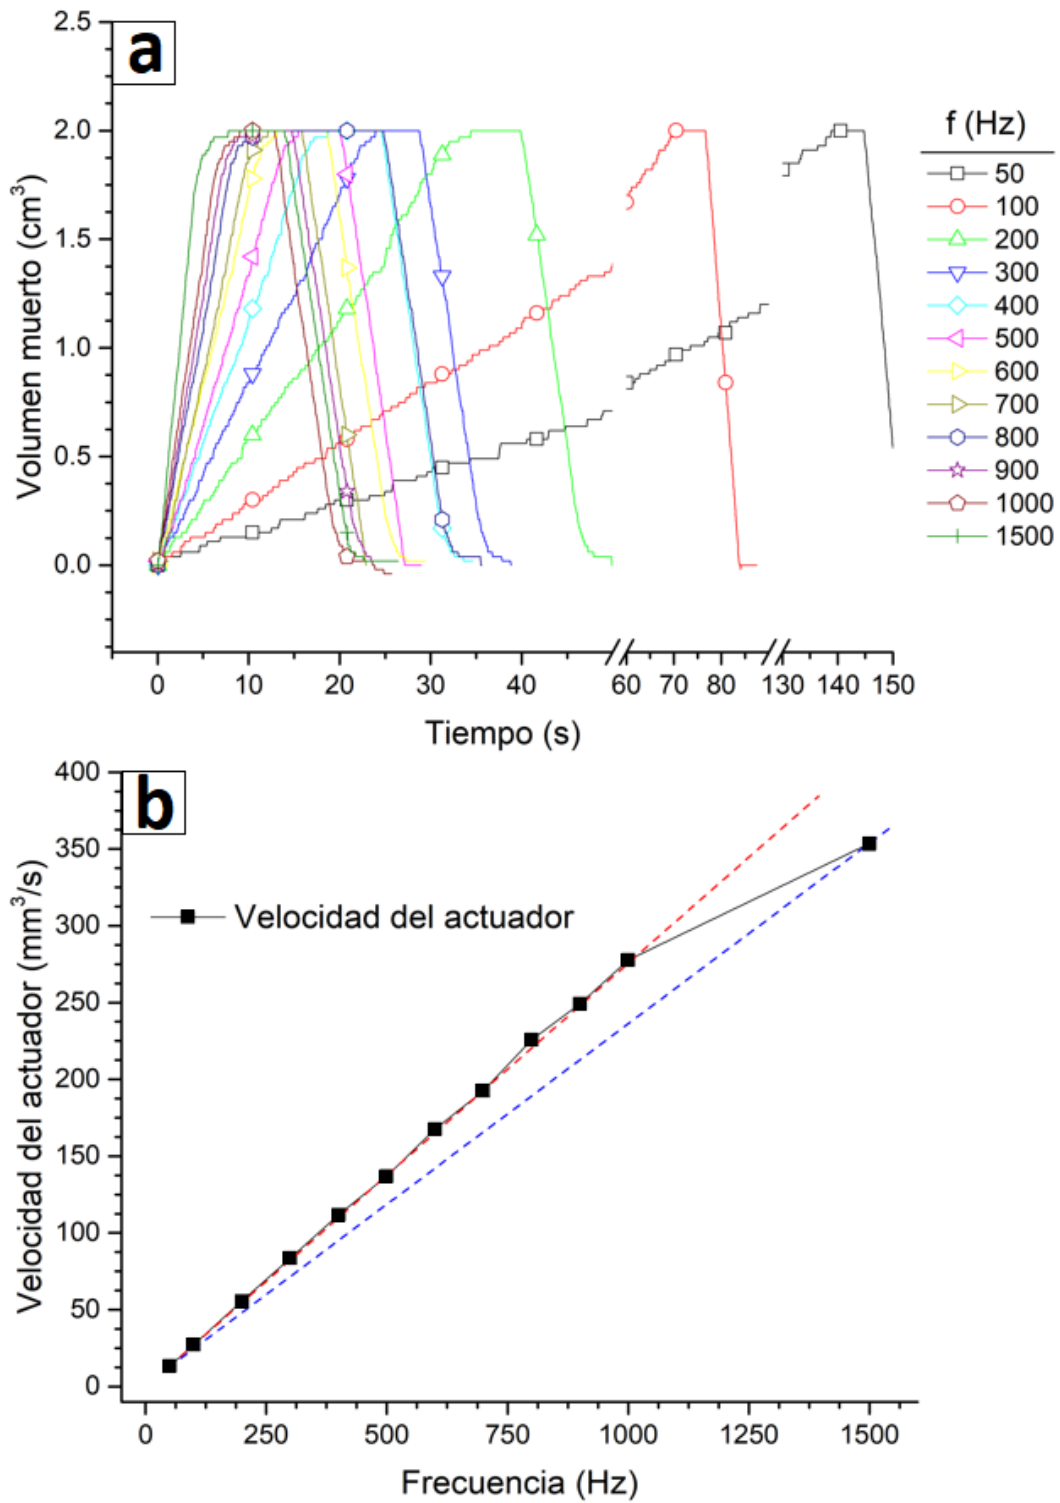 a
2.5
2.0
1.5
1.0
0.5
0.0
Volumen muerto (cm³)
0 10 20 30 40 60 70 80 130 140 150
Tiempo (s)
f (Hz)
50
100
200
300
400
500
600
700
800
900
1000
1500
b
400
350
300
250
200
150
100
50
0
Velocidad del actuador (mm³/s)
Velocidad del actuador
0 250 500 750 1000 1250 1500
Frecuencia (Hz)